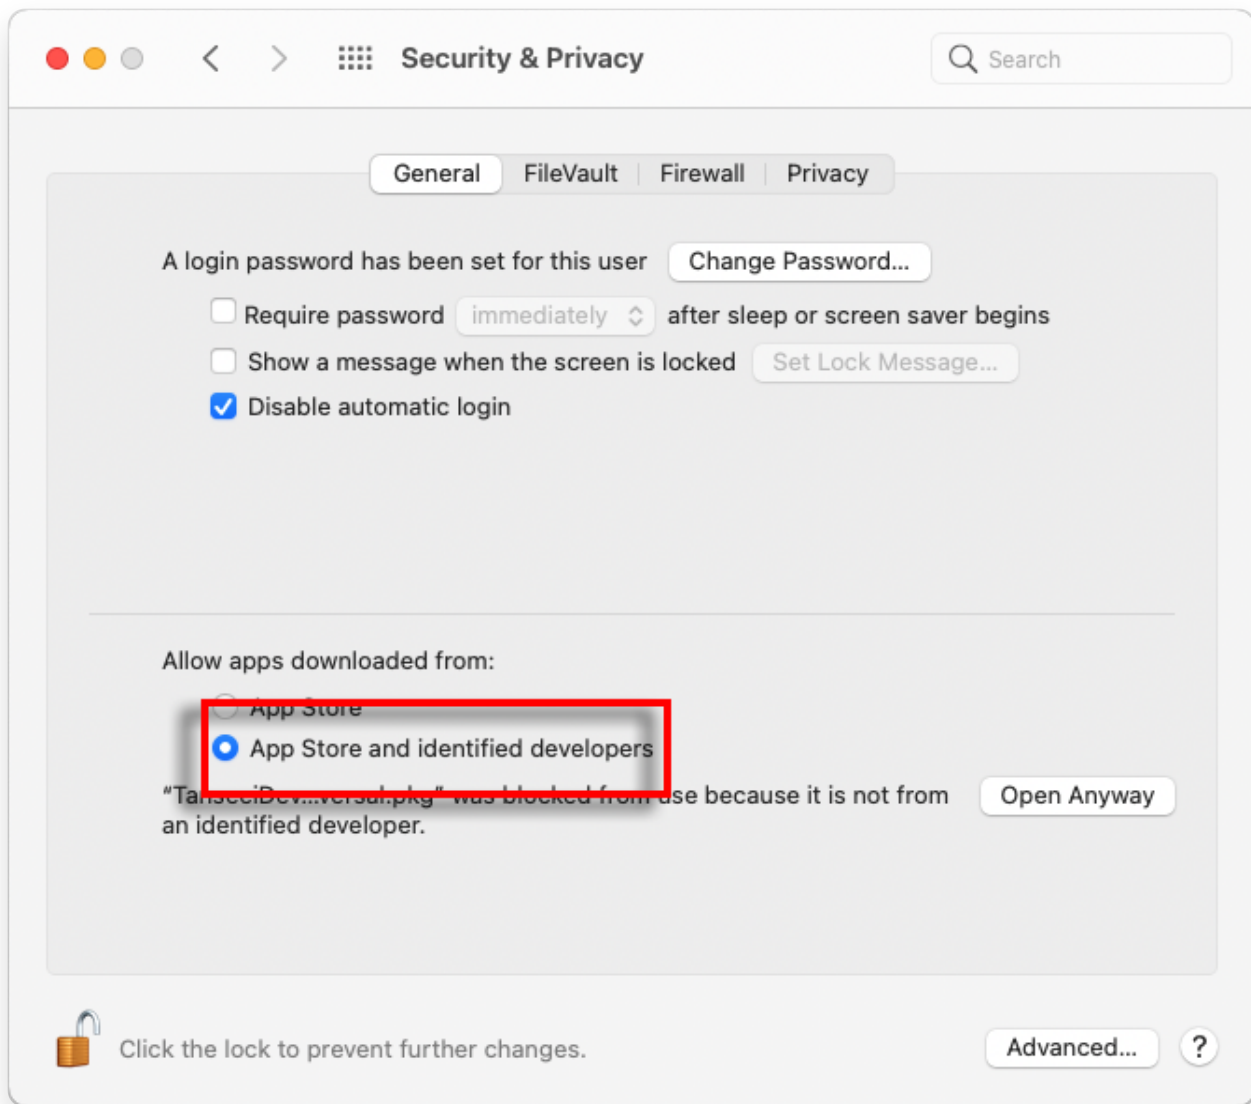 Security & Privacy
Search
General FileVault Firewall Privacy
A login password has been set for this user Change Password...
Require password immediately after sleep or screen saver begins
Show a message when the screen is locked Set Lock Message...
Disable automatic login
Allow apps downloaded from:
App Store
App Store and identified developers
was blocked from use because it is not from Open Anyway
an identified developer.
Click the lock to prevent further changes. Advanced... ?